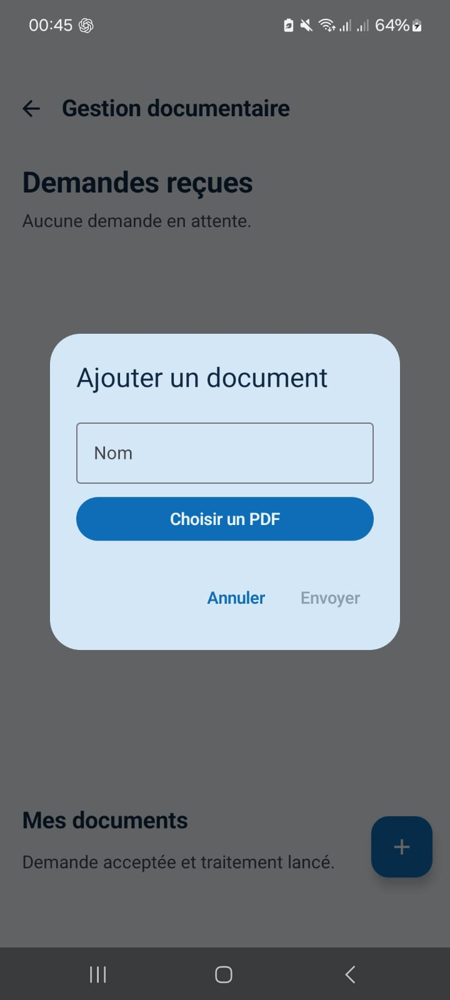 00:45
64%
Gestion documentaire
Demandes reçues
Aucune demande en attente.
Ajouter un document
Nom
Choisir un PDF
Annuler Envoyer
Mes documents
+
Demande acceptée et traitement lancé.